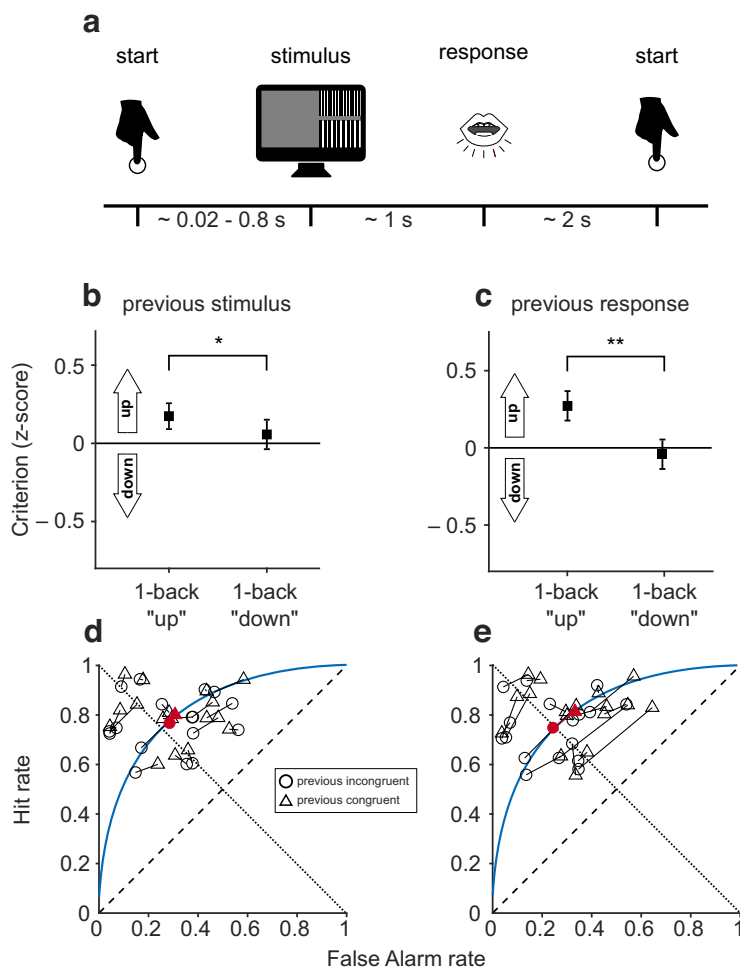 a
start stimulus response start
~ 0.02 - 0.8 s ~ 1 s ~ 2 s
b previous stimulus
c previous response
Criterion (z-score)
0.5
0
– 0.5
up
down
*
1-back "up"
1-back "down"
0.5
0
– 0.5
up
down
**
1-back "up"
1-back "down"
d
Hit rate
1
0.8
0.6
0.4
0.2
0
0 0.2 0.4 0.6 0.8 1
previous incongruent
previous congruent
e
1
0.8
0.6
0.4
0.2
0
0 0.2 0.4 0.6 0.8 1
False Alarm rate